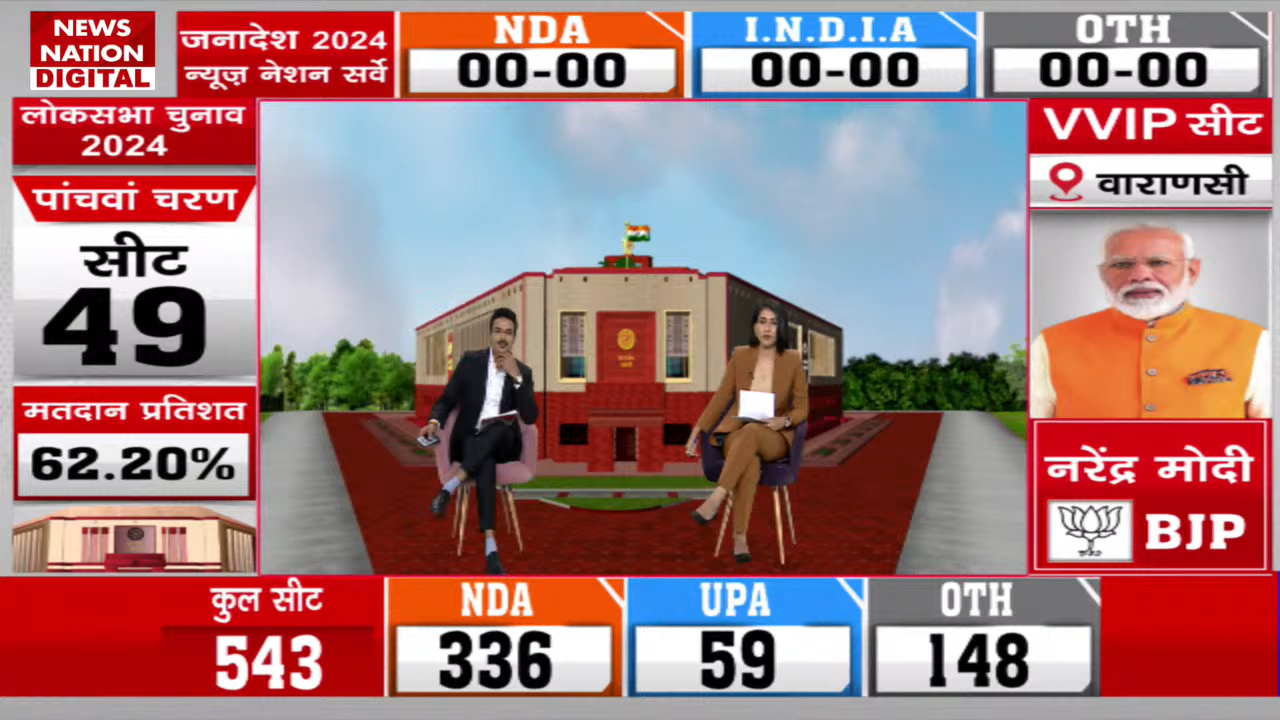 NEWS
NATION
DIGITAL
जनादेश 2024
न्यूज़ नेशन सर्वे
NDA
00-00
I.N.D.I.A
00-00
OTH
00-00
लोकसभा चुनाव
2024
पांचवां चरण
सीट
49
मतदान प्रतिशत
62.20%
VVIP सीट
वाराणसी
नरेंद्र मोदी
BJP
कुल सीट
543
NDA
336
UPA
59
OTH
148